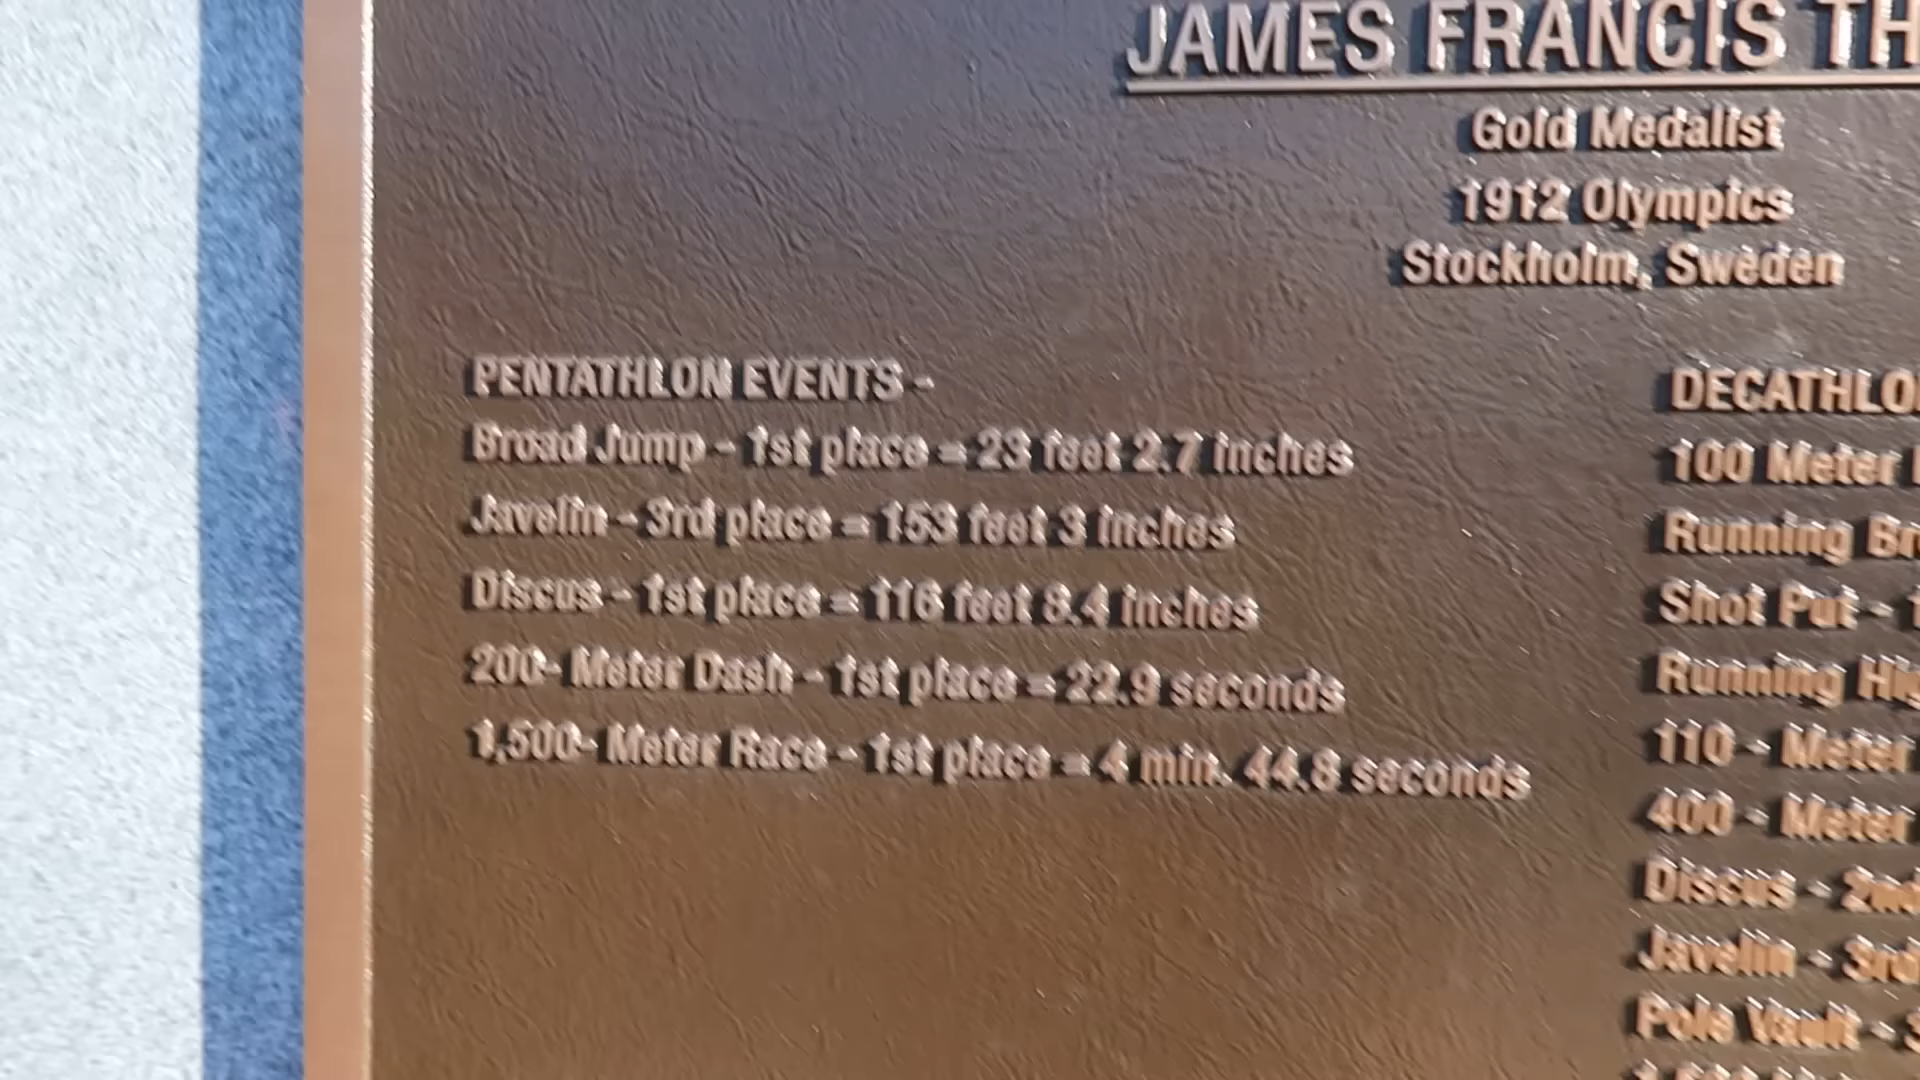 JAMES FRANCIS TH
Gold Medalist
1912 Olympics
Stockholm, Sweden
PENTATHLON EVENTS -
Broad Jump - 1st place = 23 feet 2.7 inches
Javelin - 3rd place = 153 feet 3 inches
Discus - 1st place = 116 feet 8.4 inches
200- Meter Dash - 1st place = 22.9 seconds
1,500- Meter Race - 1st place = 4 min. 44.8 seconds
DECATHLO
100 Meter
Running Br
Shot Put - 1
Running Hig
110 - Meter
400 - Meter
Discus - 2nd
Javelin - 3rd
Pole Vault - 3